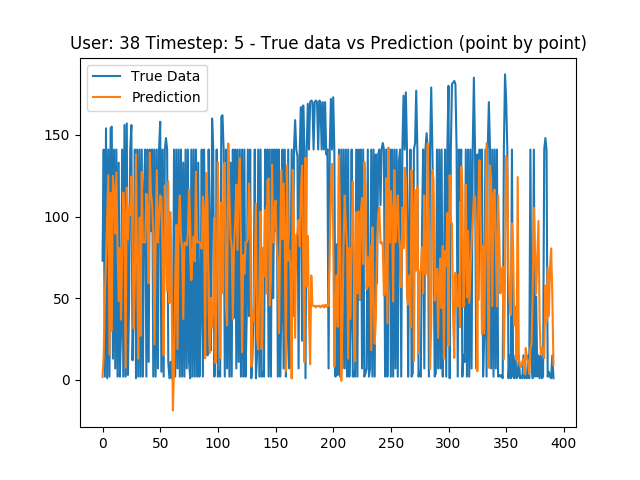 User: 38 Timestep: 5 - True data vs Prediction (point by point)
True Data
Prediction
150
100
50
0
0 50 100 150 200 250 300 350 400